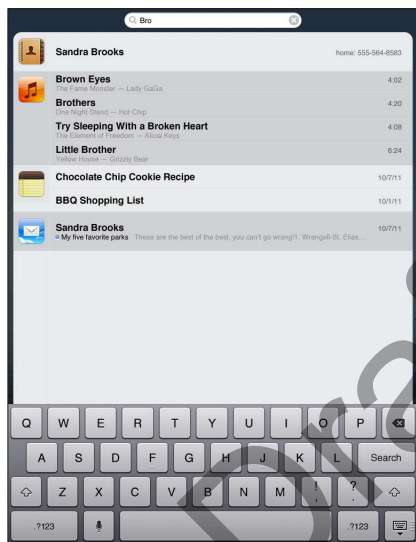 Bro
Sandra Brooks home: 555-564-8583
Brown Eyes 4:02
The Fame Monster — Lady GaGa
Brothers 4:20
One Night Stand — Hot Chip
Try Sleeping With a Broken Heart 4:08
The Element of Freedom — Alicia Keys
Little Brother 6:24
Yellow House — Grizzly Bear
Chocolate Chip Cookie Recipe 10/7/11
BBQ Shopping List 10/1/11
Sandra Brooks 10/7/11
My five favorite parks These are the best of the best, you can't go wrong!1. Wrangell-St. Elias...
Q W E R T Y U I O P
A S D F G H J K L Search
Z X C V B N M ! , ? .
.?123 .?123
Dra